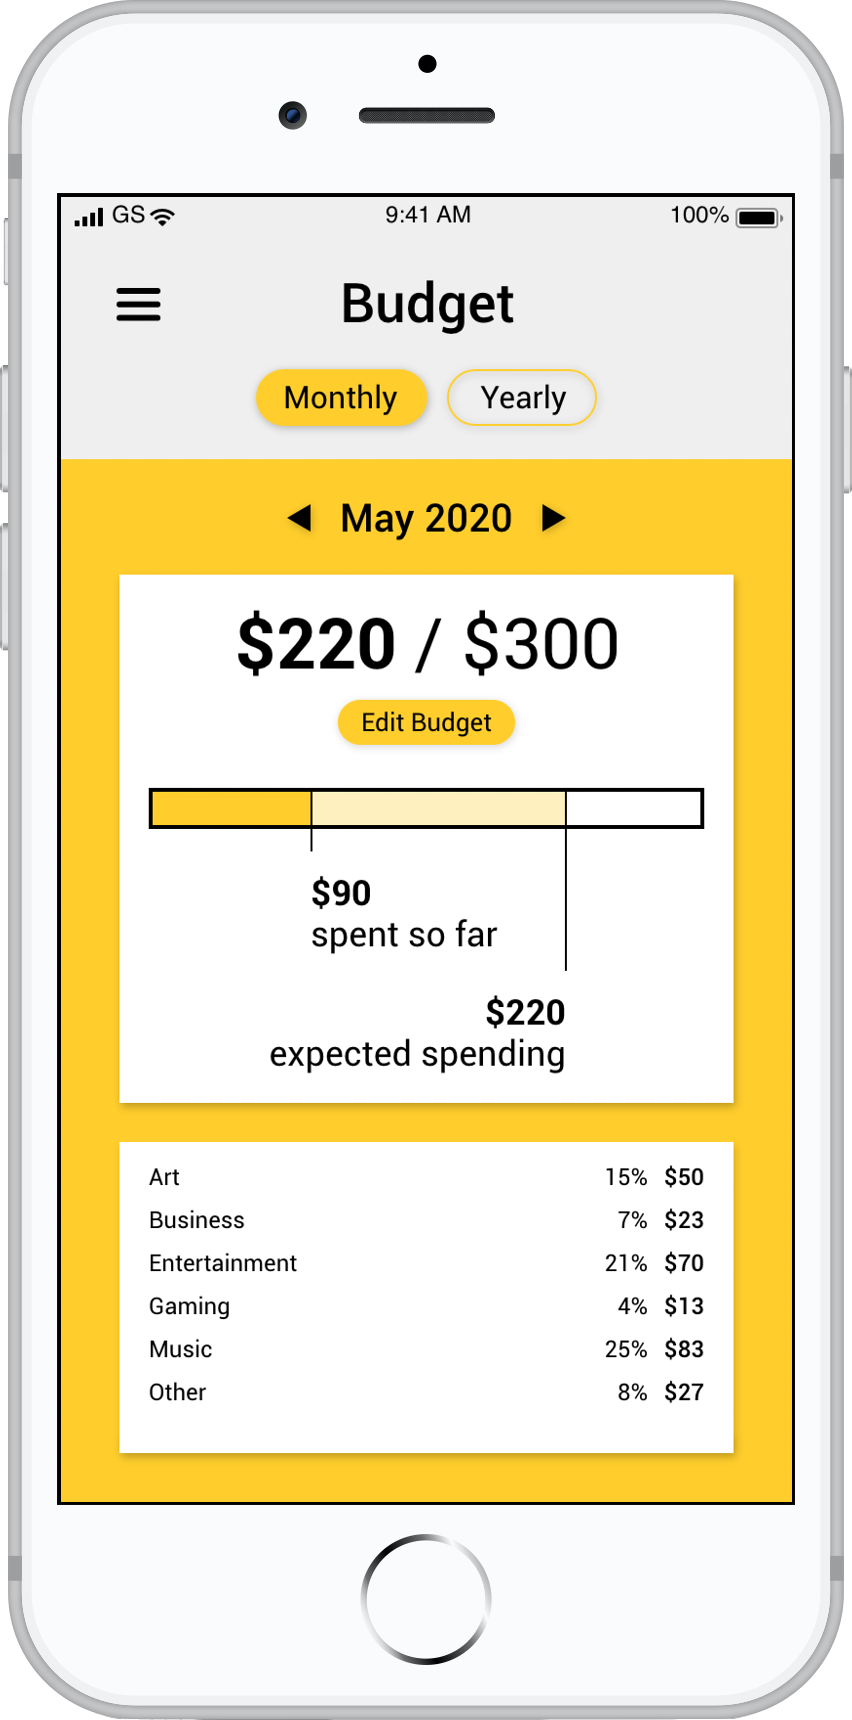 GS 9:41 AM 100%
Budget
Monthly Yearly
May 2020
$220 / $300
Edit Budget
$90
spent so far
$220
expected spending
Art 15% $50
Business 7% $23
Entertainment 21% $70
Gaming 4% $13
Music 25% $83
Other 8% $27